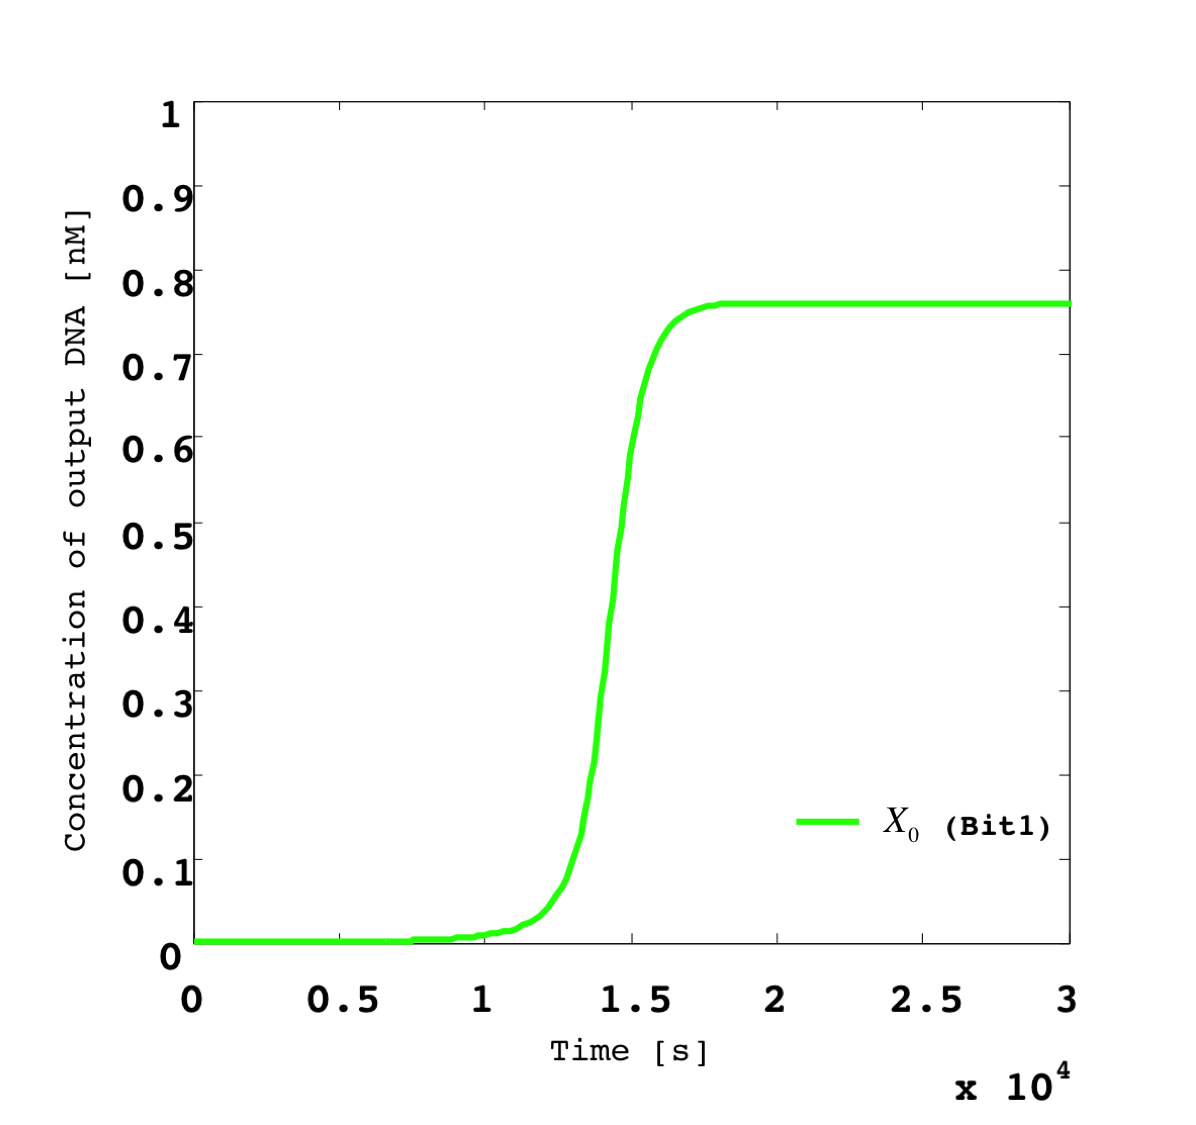 Concentration of output DNA [nM]
1
0.9
0.8
0.7
0.6
0.5
0.4
0.3
0.2
0.1
0
X₀ (Bit1)
0 0.5 1 1.5 2 2.5 3
Time [s]
x 10⁴